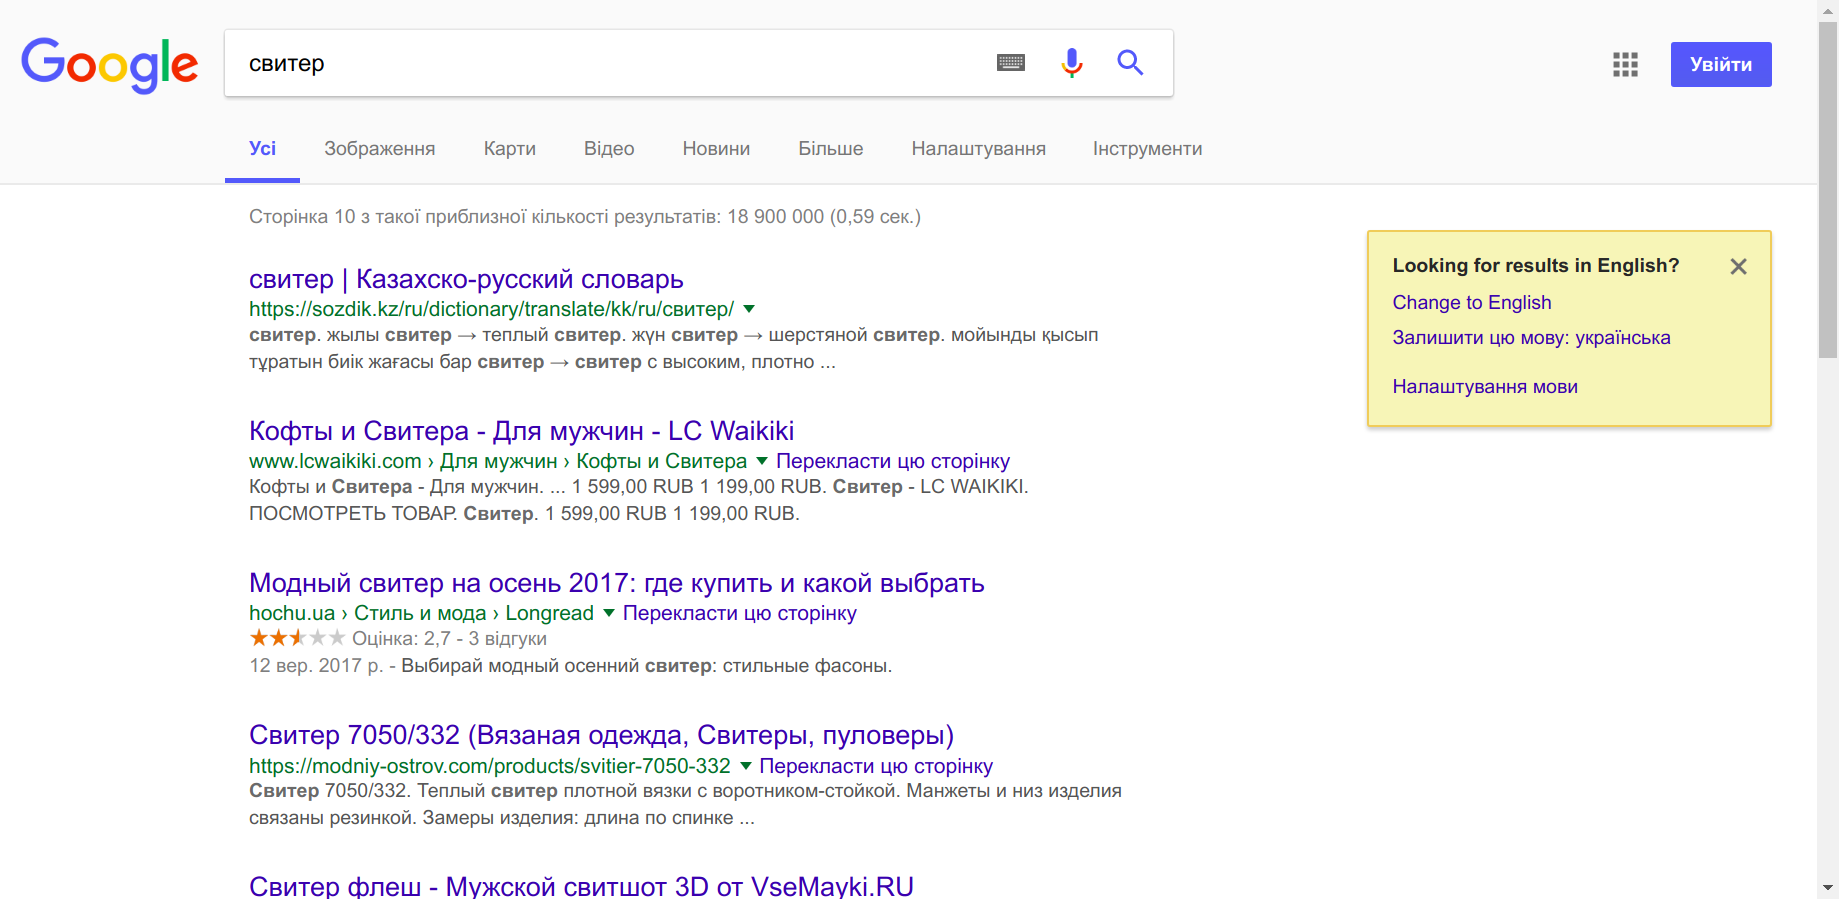 Google
свитер
Увійти
Усі Зображення Карти Відео Новини Більше Налаштування Інструменти
Сторінка 10 з такої приблизної кількості результатів: 18 900 000 (0,59 сек.)
свитер | Казахско-русский словарь
https://sozdik.kz/ru/dictionary/translate/kk/ru/свитер/
свитер. жылы свитер → теплый свитер. жүн свитер → шерстяной свитер. мойынды қысып
тұратын биік жағасы бар свитер → свитер с высоким, плотно ...
Looking for results in English?
Change to English
Залишити цю мову: українська
Налаштування мови
Кофты и Свитера - Для мужчин - LC Waikiki
www.lcwaikiki.com › Для мужчин › Кофты и Свитера Перекласти цю сторінку
Кофты и Свитера - Для мужчин. ... 1 599,00 RUB 1 199,00 RUB. Свитер - LC WAIKIKI.
ПОСМОТРЕТЬ ТОВАР. Свитер. 1 599,00 RUB 1 199,00 RUB.
Модный свитер на осень 2017: где купить и какой выбрать
hochu.ua › Стиль и мода › Longread Перекласти цю сторінку
Оцінка: 2,7 - 3 відгуки
12 вер. 2017 р. - Выбирай модный осенний свитер: стильные фасоны.
Свитер 7050/332 (Вязаная одежда, Свитеры, пуловеры)
https://modniy-ostrov.com/products/svitier-7050-332 Перекласти цю сторінку
Свитер 7050/332. Теплый свитер плотной вязки с воротником-стойкой. Манжеты и низ изделия
связаны резинкой. Замеры изделия: длина по спинке ...
Свитер флеш - Мужской свитшот 3D от VseMayki.RU